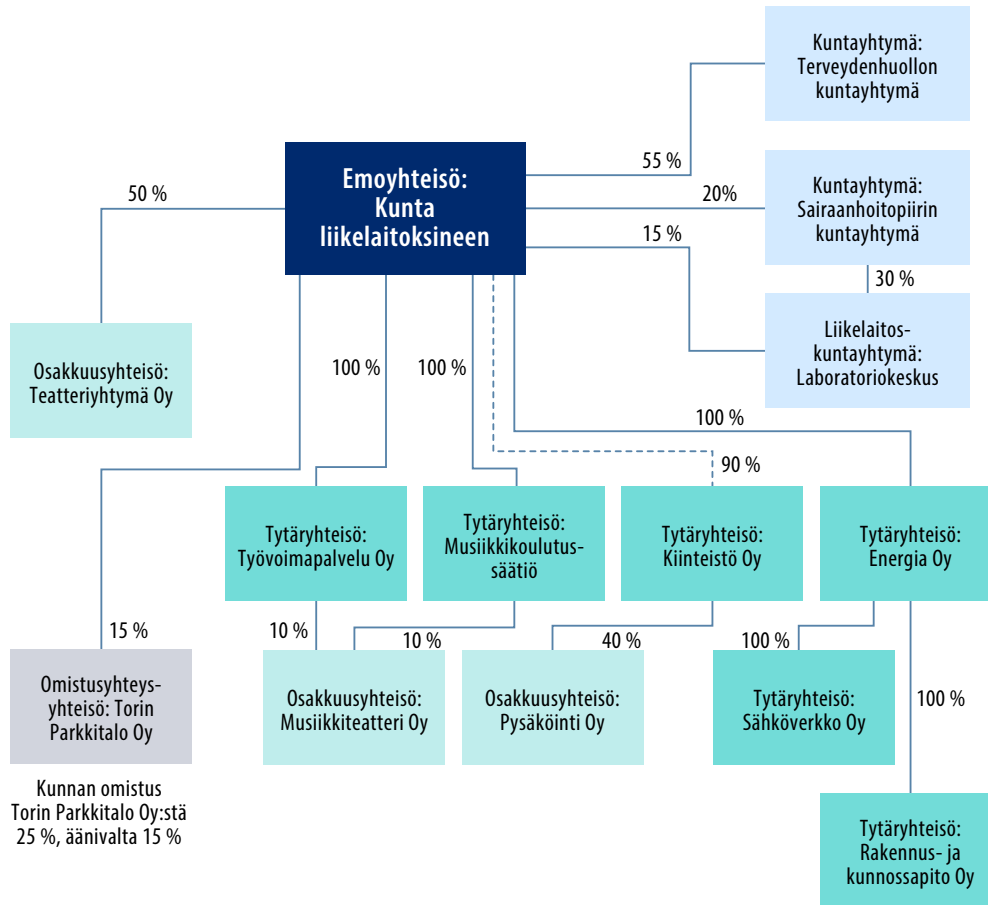 Kuntayhtymä:
Terveydenhuollon
kuntayhtymä
55 %
Emoyhteisö:
Kunta
liikelaitoksineen
50 %
20%
Kuntayhtymä:
Sairaanhoitopiirin
kuntayhtymä
15 %
30 %
Liikelaitos-
kuntayhtymä:
Laboratoriokeskus
Osakkuusyhteisö:
Teatteriyhtymä Oy
100 %
100 %
100 %
90 %
Tytäryhteisö:
Työvoimapalvelu Oy
Tytäryhteisö:
Musiikkikoulutus-
säätiö
Tytäryhteisö:
Kiinteistö Oy
Tytäryhteisö:
Energia Oy
15 %
10 %
10 %
40 %
100 %
100 %
Omistusyhteys-
yhteisö: Torin
Parkkitalo Oy
Osakkuusyhteisö:
Musiikkiteatteri Oy
Osakkuusyhteisö:
Pysäköinti Oy
Tytäryhteisö:
Sähköverkko Oy
Kunnan omistus
Torin Parkkitalo Oy:stä
25 %, äänivalta 15 %
Tytäryhteisö:
Rakennus- ja
kunnossapito Oy